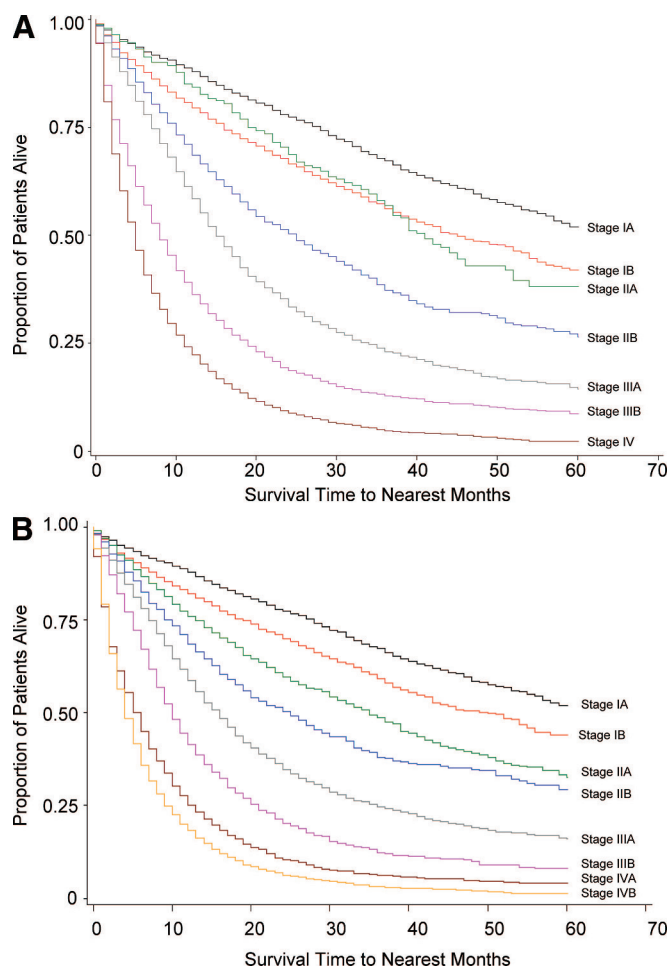 A
Proportion of Patients Alive
1.00
0.75
0.50
0.25
0
Stage IA
Stage IB
Stage IIA
Stage IIB
Stage IIIA
Stage IIIB
Stage IV
0 10 20 30 40 50 60 70
Survival Time to Nearest Months
B
Proportion of Patients Alive
1.00
0.75
0.50
0.25
0
Stage IA
Stage IB
Stage IIA
Stage IIB
Stage IIIA
Stage IIIB
Stage IVA
Stage IVB
0 10 20 30 40 50 60 70
Survival Time to Nearest Months